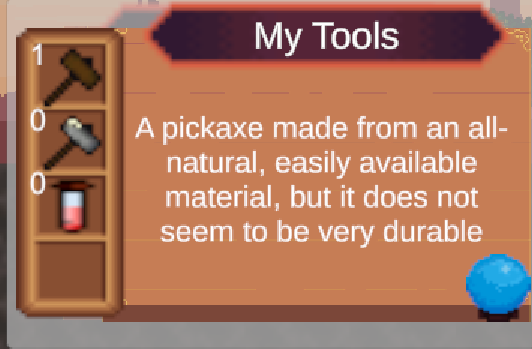 My Tools
1
0
0
A pickaxe made from an all-
natural, easily available
material, but it does not
seem to be very durable